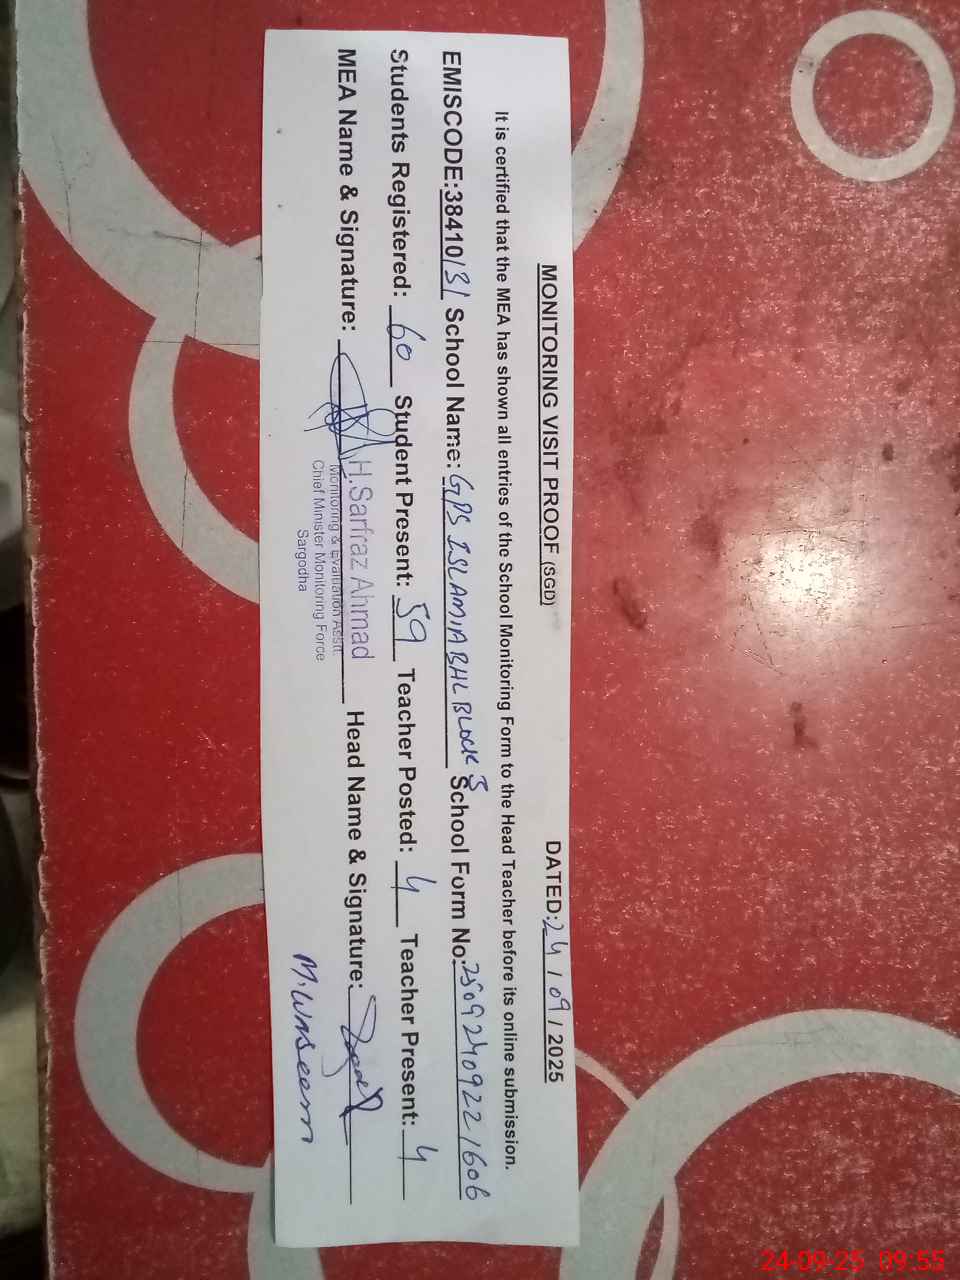 MONITORING VISIT PROOF (SGD) DATED: 24 / 09 / 2025
It is certified that the MEA has shown all entries of the School Monitoring Form to the Head Teacher before its online submission.
EMISCODE: 38410131 School Name: GPS ISLAMIA BHL BLOCK 3 School Form No: 25092409221606
Students Registered: 60 Student Present: 59 Teacher Posted: 4 Teacher Present: 4
MEA Name & Signature: H.Sarfraz Ahmad Head Name & Signature:
Monitoring & Evaluation Asstt.
Chief Minister Monitoring Force
Sargodha
M. Waseem
24-09-25 09:55